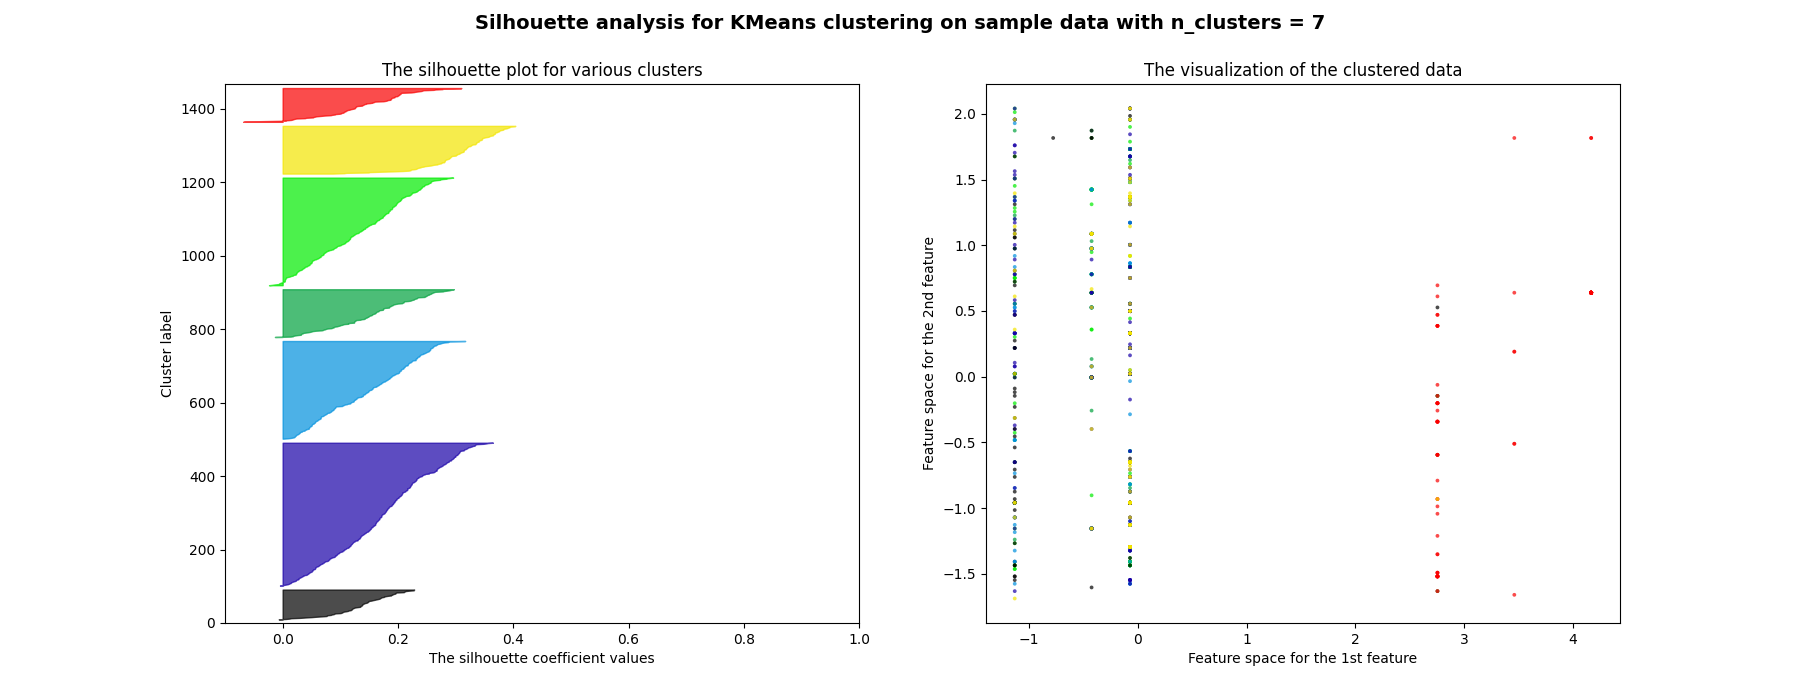 Silhouette analysis for KMeans clustering on sample data with n_clusters = 7
The silhouette plot for various clusters
Cluster label
1400
1200
1000
800
600
400
200
0
0.0 0.2 0.4 0.6 0.8 1.0
The silhouette coefficient values
The visualization of the clustered data
Feature space for the 2nd feature
2.0
1.5
1.0
0.5
0.0
−0.5
−1.0
−1.5
−1 0 1 2 3 4
Feature space for the 1st feature